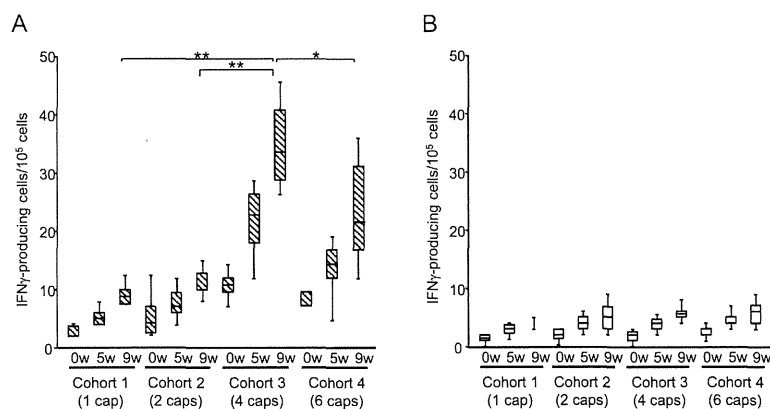 A
IFNγ-producing cells/10⁵ cells
50
40
30
20
10
0
** *
**
0w 5w 9w 0w 5w 9w 0w 5w 9w 0w 5w 9w
Cohort 1 Cohort 2 Cohort 3 Cohort 4
(1 cap) (2 caps) (4 caps) (6 caps)
B
IFNγ-producing cells/10⁵ cells
50
40
30
20
10
0
0w 5w 9w 0w 5w 9w 0w 5w 9w 0w 5w 9w
Cohort 1 Cohort 2 Cohort 3 Cohort 4
(1 cap) (2 caps) (4 caps) (6 caps)